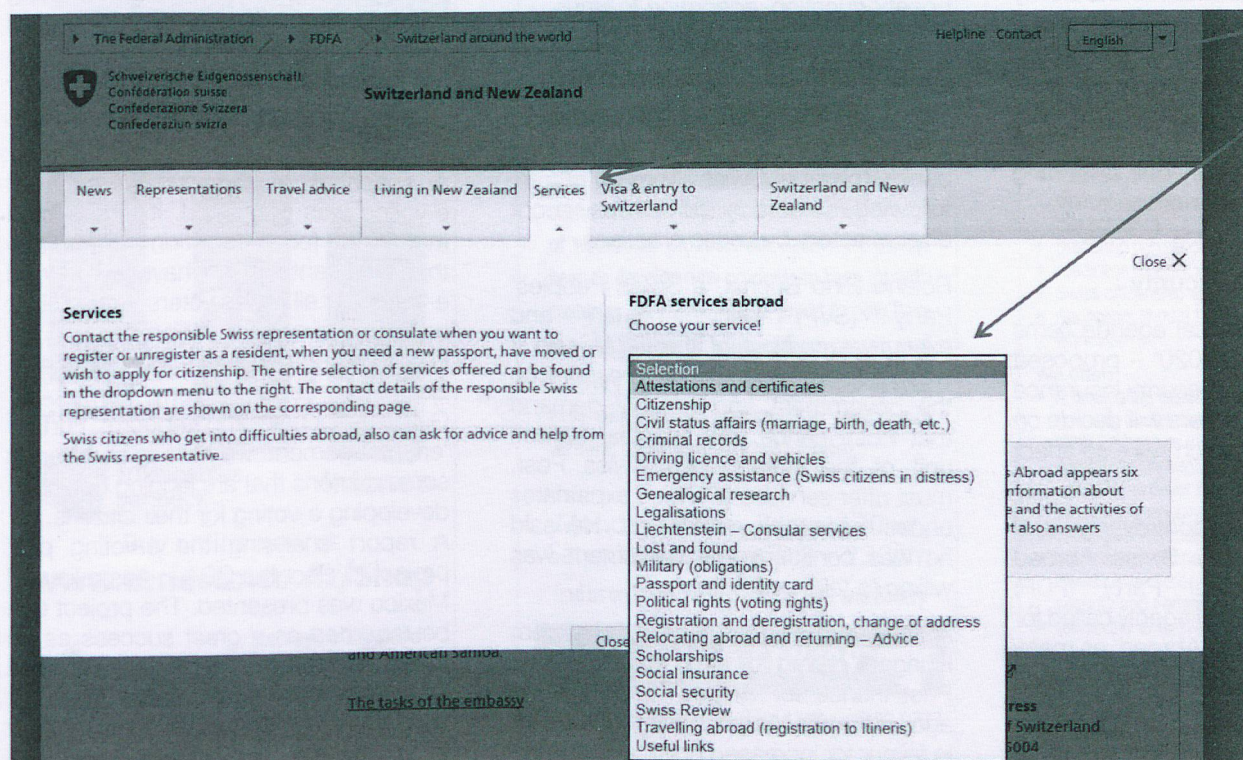 The Federal Administration FDFA Switzerland around the world
Helpline Contact English
Schweizerische Eidgenossenschaft
Confédération suisse
Confederazione Svizzera
Confederaziun svizra
Switzerland and New Zealand
News Representations Travel advice Living in New Zealand Services Visa & entry to Switzerland Switzerland and New Zealand
Close X
Services
Contact the responsible Swiss representation or consulate when you want to
register or unregister as a resident, when you need a new passport, have moved or
wish to apply for citizenship. The entire selection of services offered can be found
in the dropdown menu to the right. The contact details of the responsible Swiss
representation are shown on the corresponding page.
Swiss citizens who get into difficulties abroad, also can ask for advice and help from
the Swiss representative.
FDFA services abroad
Choose your service!
Selection
Attestations and certificates
Citizenship
Civil status affairs (marriage, birth, death, etc.)
Criminal records
Driving licence and vehicles
Emergency assistance (Swiss citizens in distress)
Genealogical research
Legalisations
Liechtenstein – Consular services
Lost and found
Military (obligations)
Passport and identity card
Political rights (voting rights)
Registration and deregistration, change of address
Relocating abroad and returning – Advice
Scholarships
Social insurance
Social security
Swiss Review
Travelling abroad (registration to Itineris)
Useful links
s Abroad appears six
nformation about
e and the activities of
It also answers
Close
and American Samoa.
The tasks of the embassy
ress
f Switzerland
5004